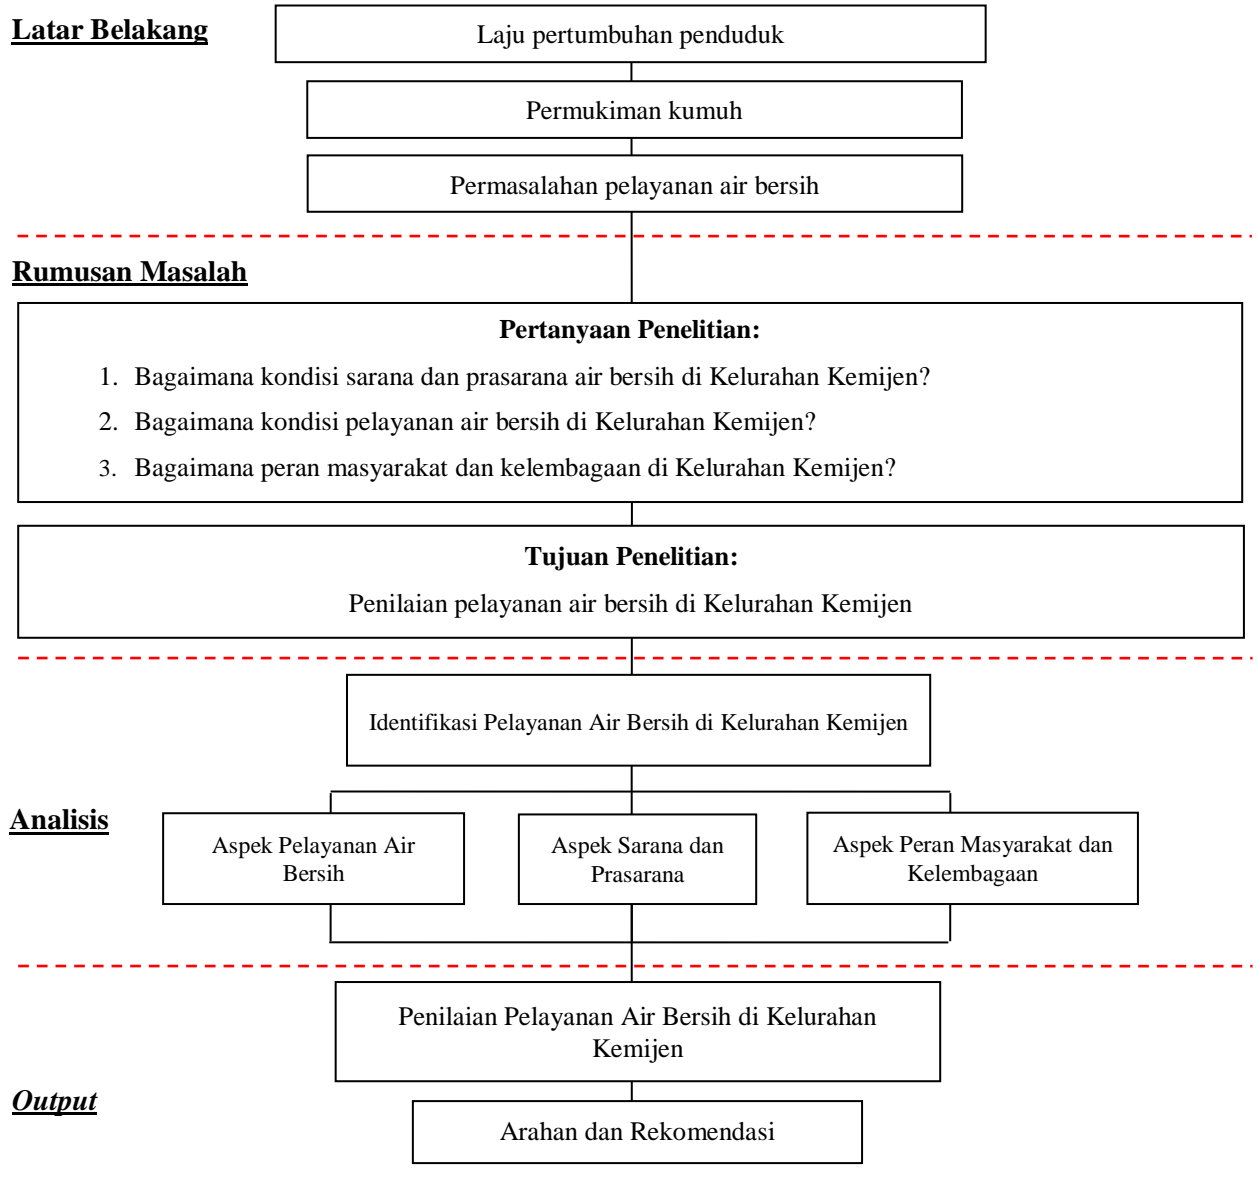 Latar Belakang
Laju pertumbuhan penduduk
Permukiman kumuh
Permasalahan pelayanan air bersih
Rumusan Masalah
Pertanyaan Penelitian:
1. Bagaimana kondisi sarana dan prasarana air bersih di Kelurahan Kemijen?
2. Bagaimana kondisi pelayanan air bersih di Kelurahan Kemijen?
3. Bagaimana peran masyarakat dan kelembagaan di Kelurahan Kemijen?
Tujuan Penelitian:
Penilaian pelayanan air bersih di Kelurahan Kemijen
Identifikasi Pelayanan Air Bersih di Kelurahan Kemijen
Analisis
Aspek Pelayanan Air
Bersih
Aspek Sarana dan
Prasarana
Aspek Peran Masyarakat dan
Kelembagaan
Penilaian Pelayanan Air Bersih di Kelurahan
Kemijen
Output
Arahan dan Rekomendasi